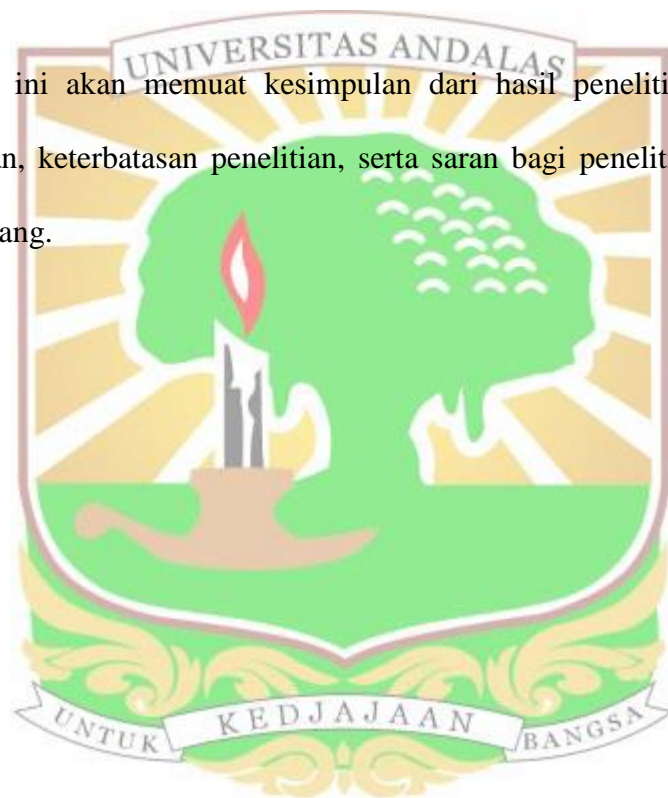 UNIVERSITAS ANDALAS
ini akan memuat kesimpulan dari hasil peneliti
an, keterbatasan penelitian, serta saran bagi penelit
ang.
UNTUK KEDJAJAAN BANGSA